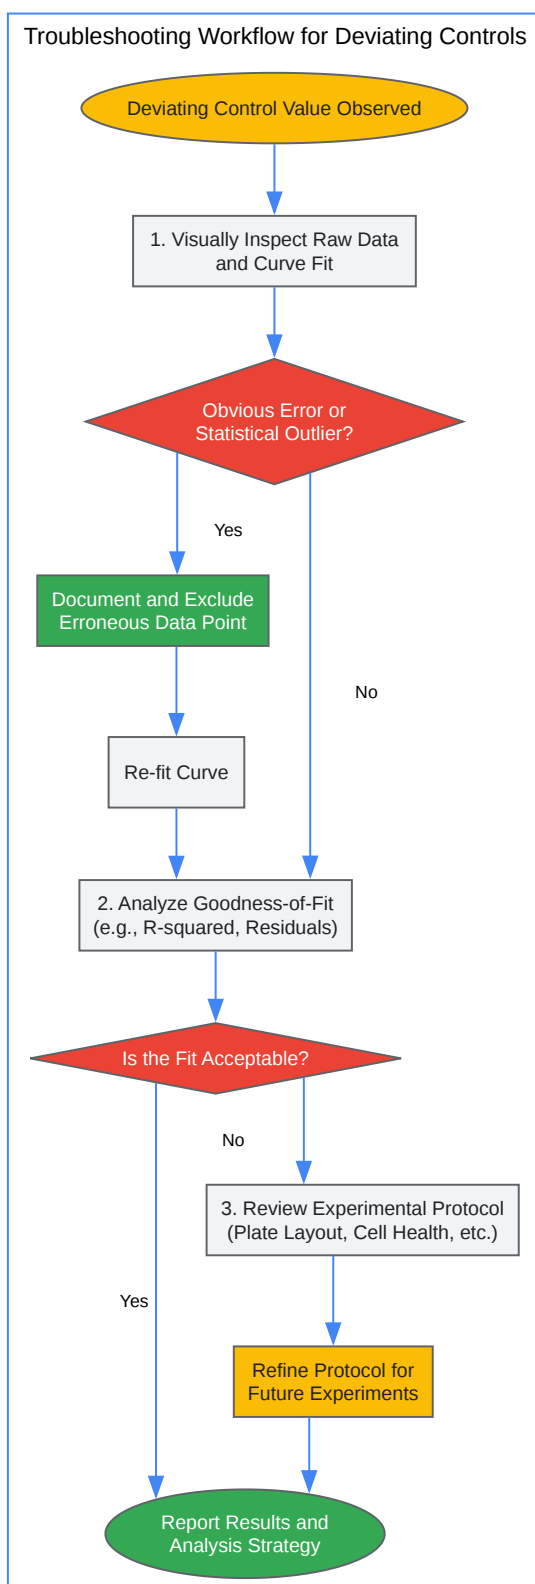 Troubleshooting Workflow for Deviating Controls
Deviating Control Value Observed
1. Visually Inspect Raw Data
and Curve Fit
Obvious Error or
Statistical Outlier?
Yes
Document and Exclude
Erroneous Data Point
No
Re-fit Curve
2. Analyze Goodness-of-Fit
(e.g., R-squared, Residuals)
Is the Fit Acceptable?
No
3. Review Experimental Protocol
(Plate Layout, Cell Health, etc.)
Yes
Refine Protocol for
Future Experiments
Report Results and
Analysis Strategy